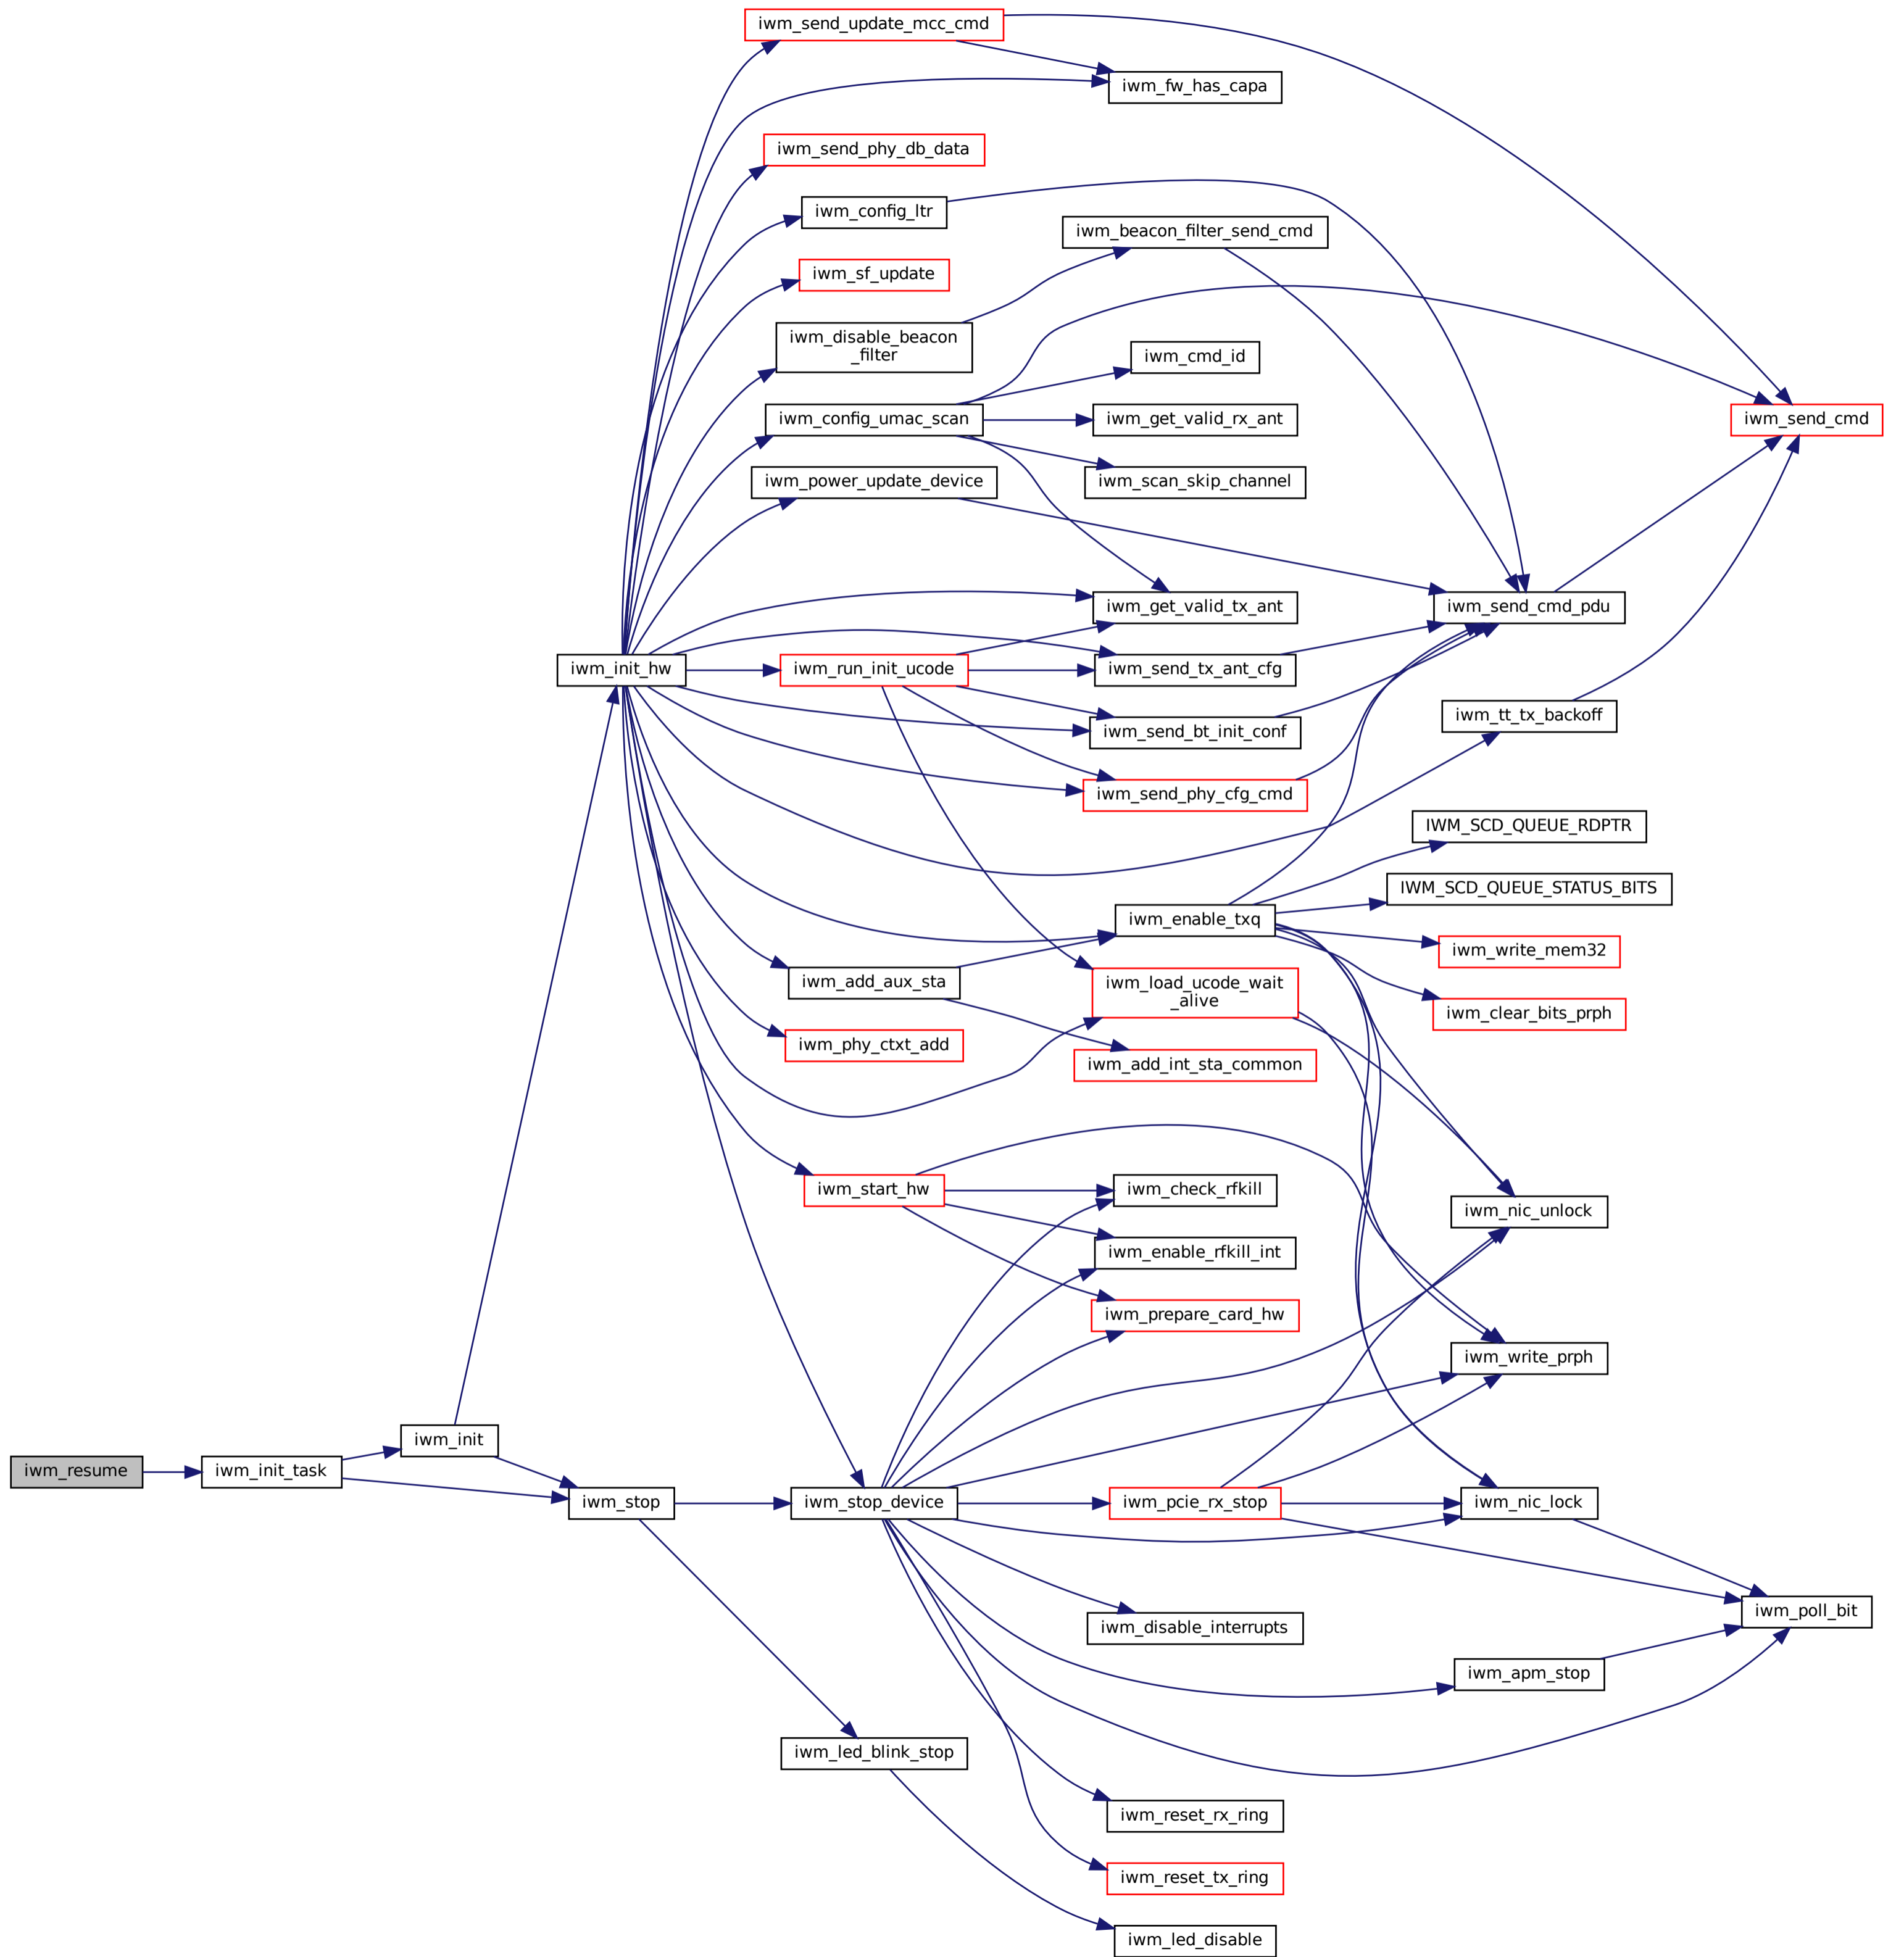 iwm_send_update_mcc_cmd
iwm_fw_has_capa
iwm_send_phy_db_data
iwm_config_ltr
iwm_beacon_filter_send_cmd
iwm_sf_update
iwm_disable_beacon
_filter
iwm_cmd_id
iwm_config_umac_scan
iwm_get_valid_rx_ant
iwm_send_cmd
iwm_power_update_device
iwm_scan_skip_channel
iwm_get_valid_tx_ant
iwm_send_cmd_pdu
iwm_init_hw
iwm_run_init_ucode
iwm_send_tx_ant_cfg
iwm_send_bt_init_conf
iwm_tt_tx_backoff
iwm_send_phy_cfg_cmd
IWM_SCD_QUEUE_RDPTR
IWM_SCD_QUEUE_STATUS_BITS
iwm_enable_txq
iwm_write_mem32
iwm_add_aux_sta
iwm_load_ucode_wait
_alive
iwm_clear_bits_prph
iwm_phy_ctxt_add
iwm_add_int_sta_common
iwm_start_hw
iwm_check_rfkill
iwm_nic_unlock
iwm_enable_rfkill_int
iwm_prepare_card_hw
iwm_write_prph
iwm_init
iwm_resume
iwm_init_task
iwm_stop
iwm_stop_device
iwm_pcie_rx_stop
iwm_nic_lock
iwm_disable_interrupts
iwm_poll_bit
iwm_apm_stop
iwm_led_blink_stop
iwm_reset_rx_ring
iwm_reset_tx_ring
iwm_led_disable